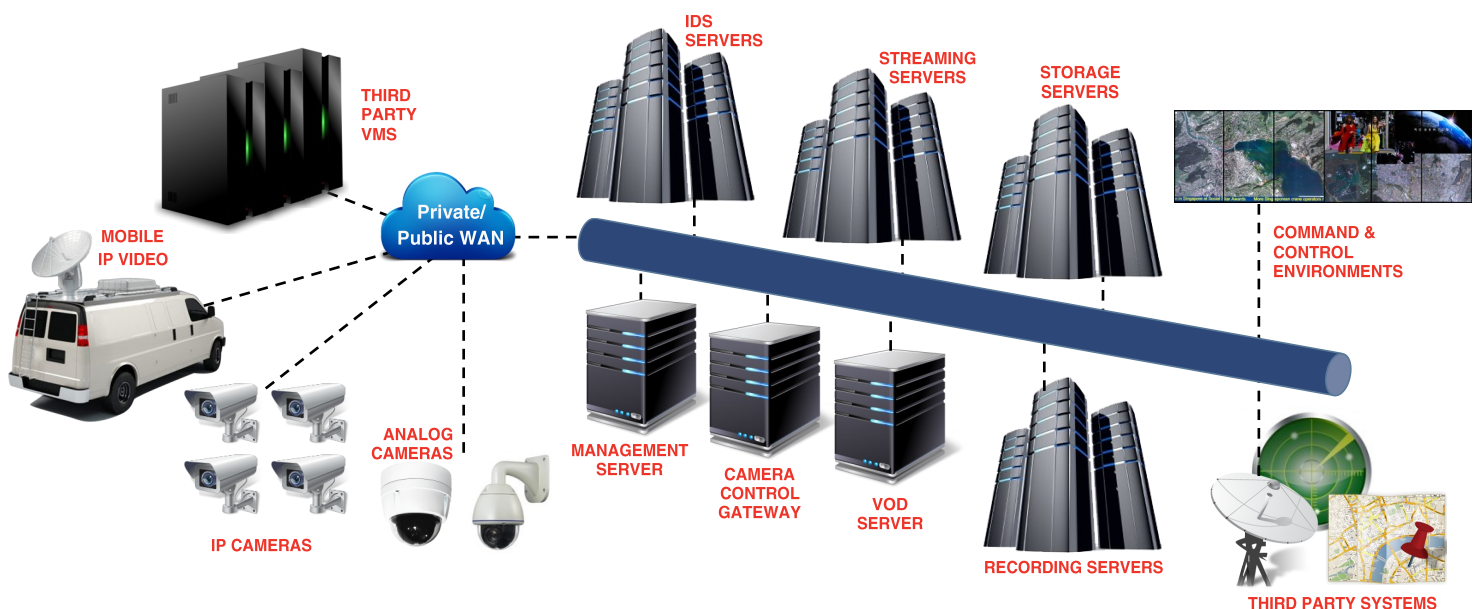 IDS
SERVERS
STREAMING
SERVERS
STORAGE
SERVERS
THIRD
PARTY
VMS
Private/
Public WAN
MOBILE
IP VIDEO
COMMAND &
CONTROL
ENVIRONMENTS
ANALOG
CAMERAS
MANAGEMENT
SERVER
CAMERA
CONTROL
GATEWAY
VOD
SERVER
IP CAMERAS
RECORDING SERVERS
THIRD PARTY SYSTEMS